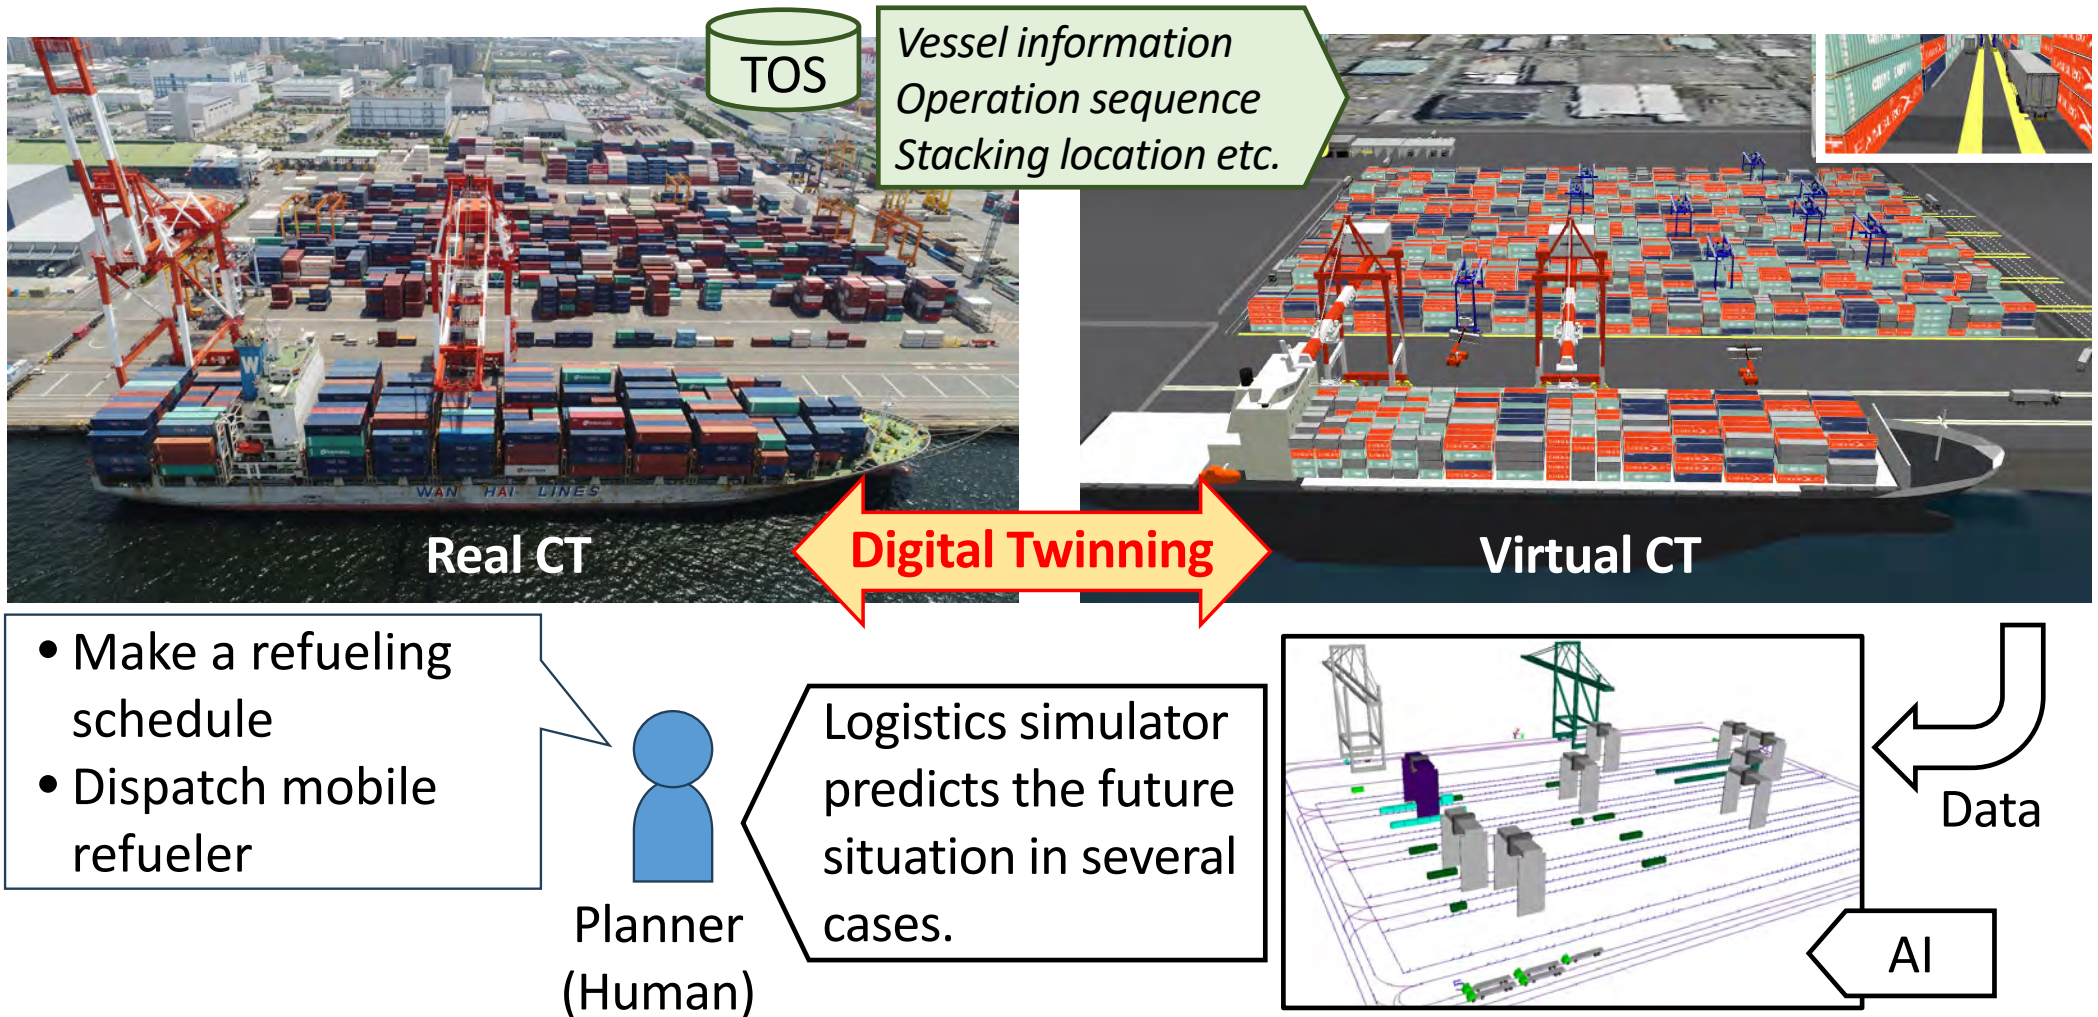 TOS
Vessel information
Operation sequence
Stacking location etc.
W
WAN HAI LINES
Real CT
Digital Twinning
Virtual CT
• Make a refueling
schedule
• Dispatch mobile
refueler
Planner
(Human)
Logistics simulator
predicts the future
situation in several
cases.
Data
AI